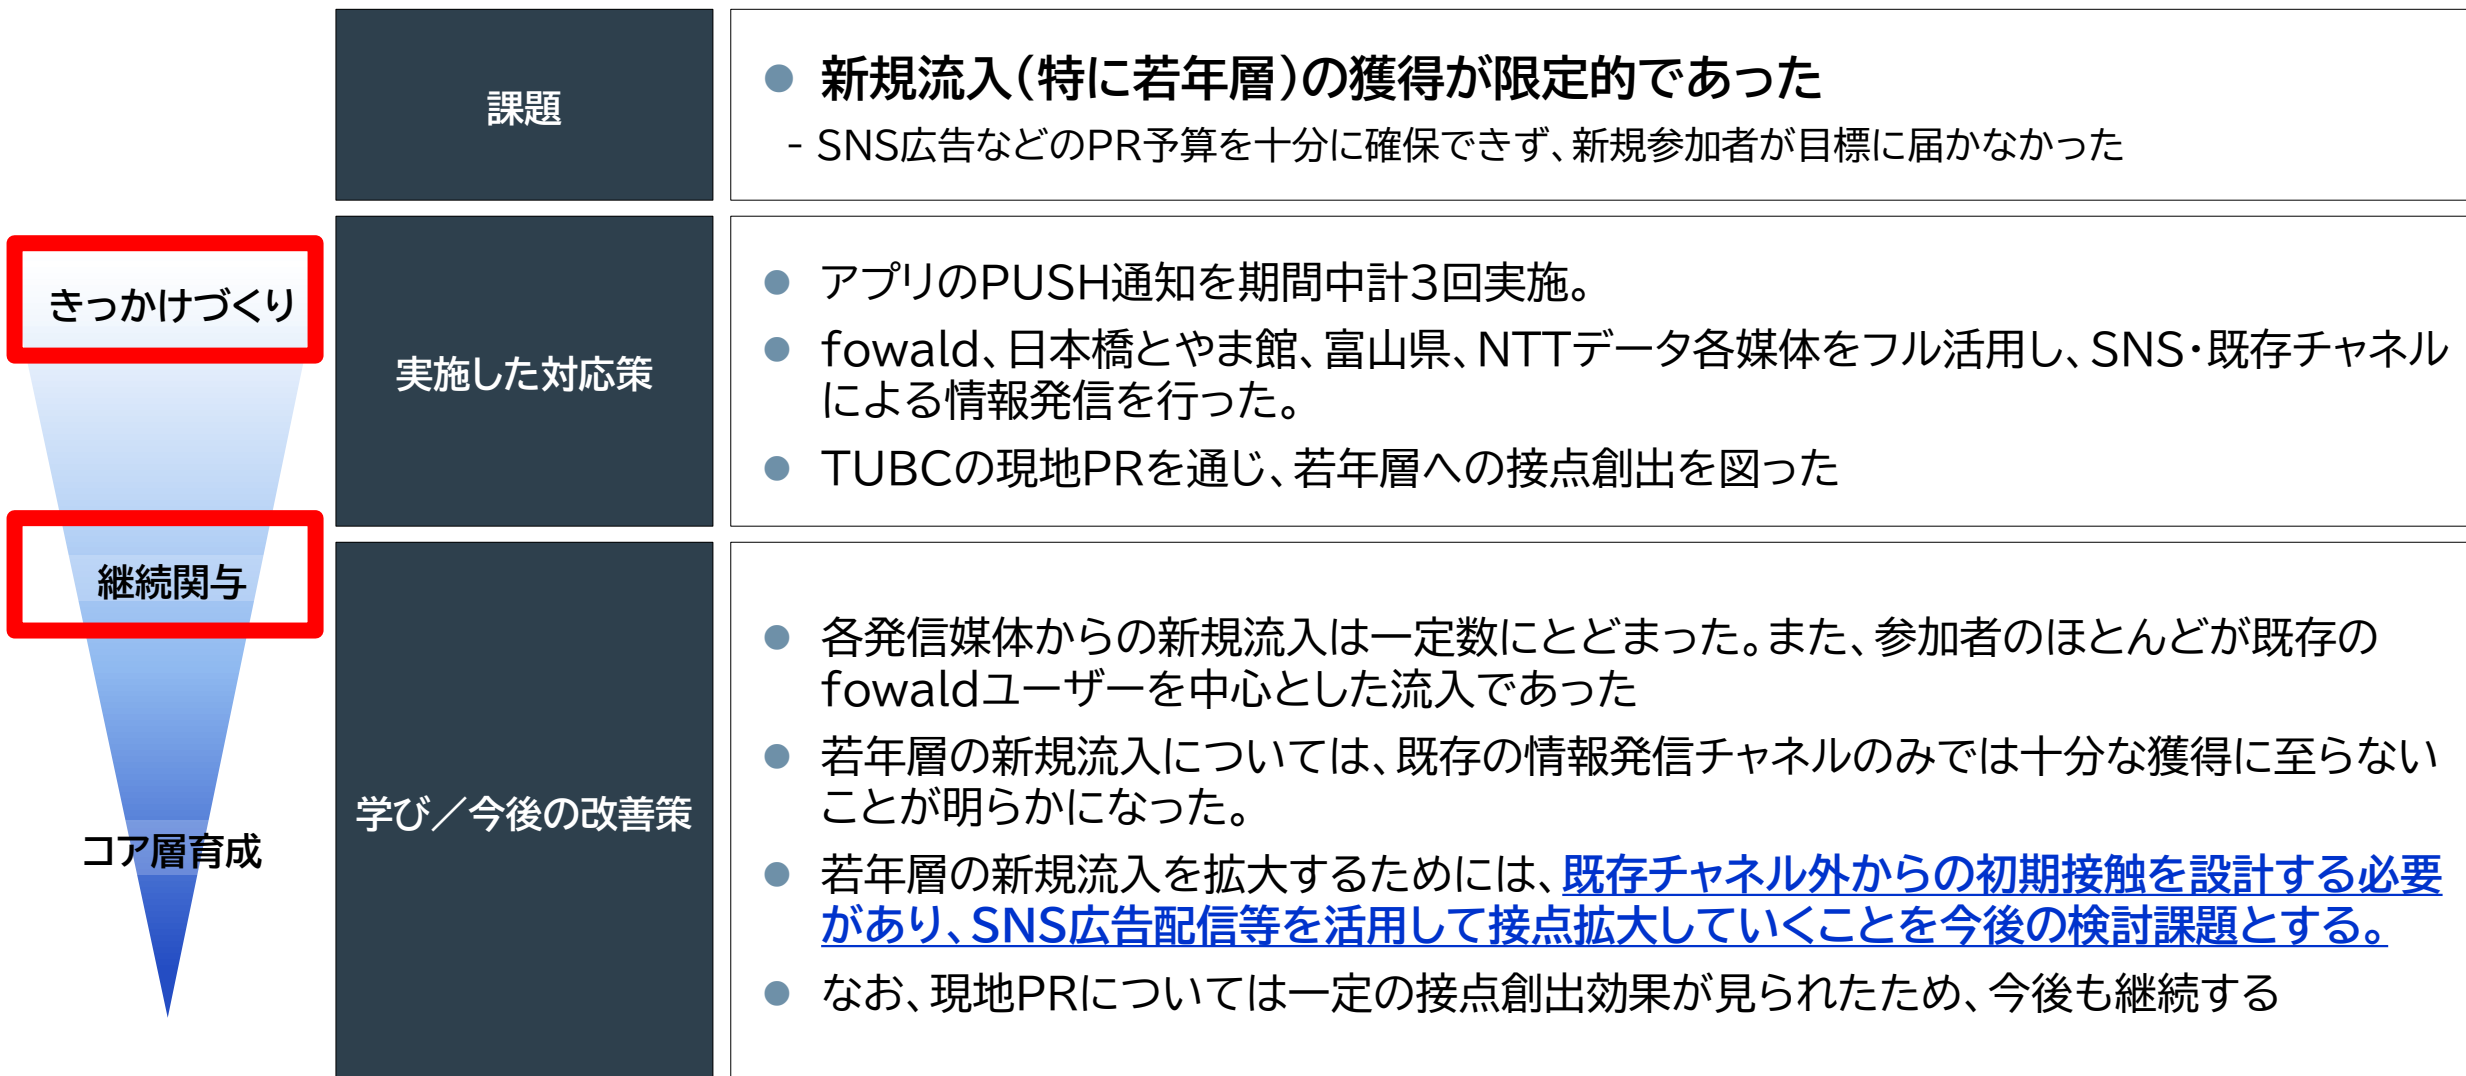 課題
● 新規流入(特に若年層)の獲得が限定的であった
- SNS広告などのPR予算を十分に確保できず、新規参加者が目標に届かなかった
きっかけづくり
継続関与
コア層育成
実施した対応策
● アプリのPUSH通知を期間中計3回実施。
● fowald、日本橋とやま館、富山県、NTTデータ各媒体をフル活用し、SNS・既存チャネル
による情報発信を行った。
● TUBCの現地PRを通じ、若年層への接点創出を図った
学び／今後の改善策
● 各発信媒体からの新規流入は一定数にとどまった。また、参加者のほとんどが既存の
fowaldユーザーを中心とした流入であった
● 若年層の新規流入については、既存の情報発信チャネルのみでは十分な獲得に至らない
ことが明らかになった。
● 若年層の新規流入を拡大するためには、既存チャネル外からの初期接触を設計する必要
があり、SNS広告配信等を活用して接点拡大していくことを今後の検討課題とする。
● なお、現地PRについては一定の接点創出効果が見られたため、今後も継続する